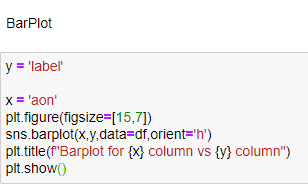 BarPlot
y = 'label'
x = 'aon'
plt.figure(figsize=[15,7])
sns.barplot(x,y,data=df,orient='h')
plt.title(f"Barplot for {x} column vs {y} column")
plt.show()